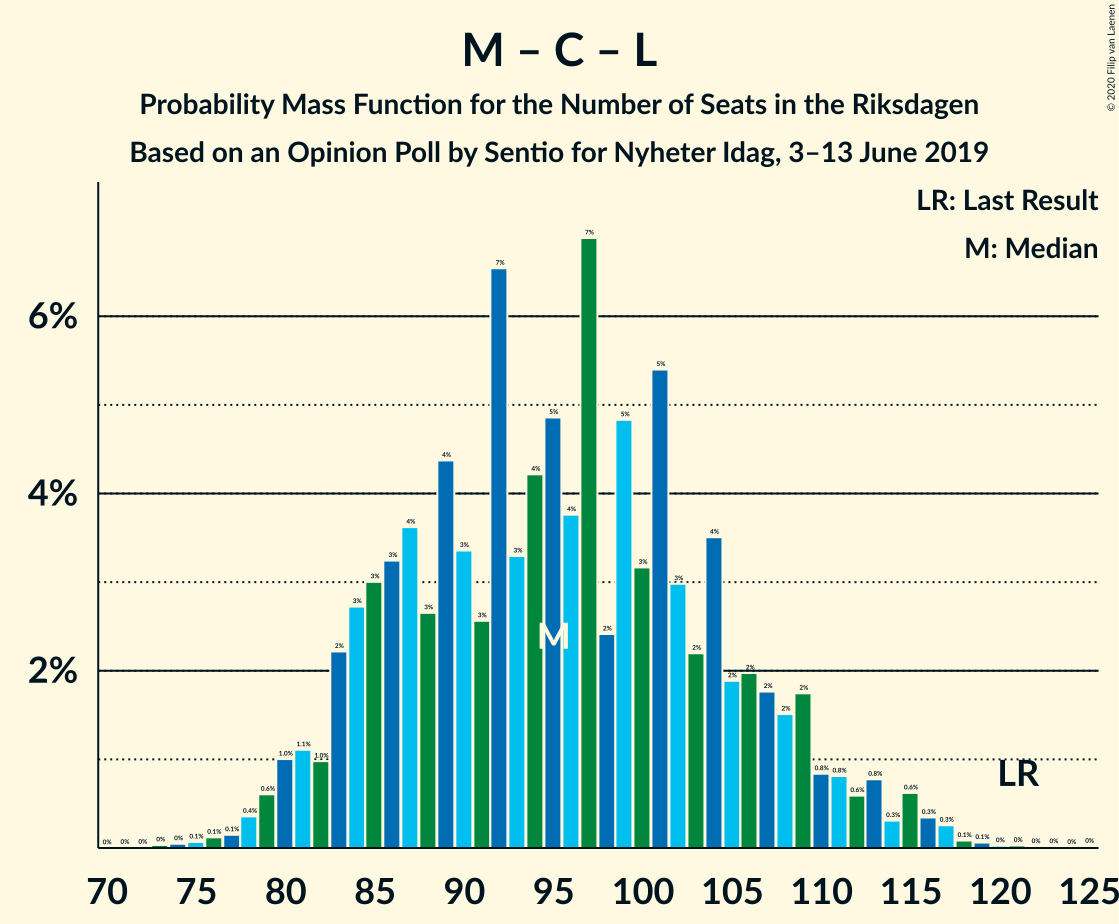 M – C – L
Probability Mass Function for the Number of Seats in the Riksdagen
Based on an Opinion Poll by Sentio for Nyheter Idag, 3–13 June 2019
© 2020 Filip van Laenen
LR: Last Result
M: Median
6%
4%
2%
0% 0% 0% 0% 0% 0.1% 0.1% 0.1% 0.4% 0.6% 1.0% 1.1% 1.0% 2% 3% 3% 3% 4% 3% 4% 3% 3% 7% 3% 4% 5% 4% 7% 2% 5% 3% 5% 3% 2% 4% 2% 2% 2% 2% 2% 0.8% 0.8% 0.6% 0.8% 0.3% 0.6% 0.3% 0.3% 0.1% 0.1% 0% 0% 0% 0% 0% 0%
M
LR
70 75 80 85 90 95 100 105 110 115 120 125